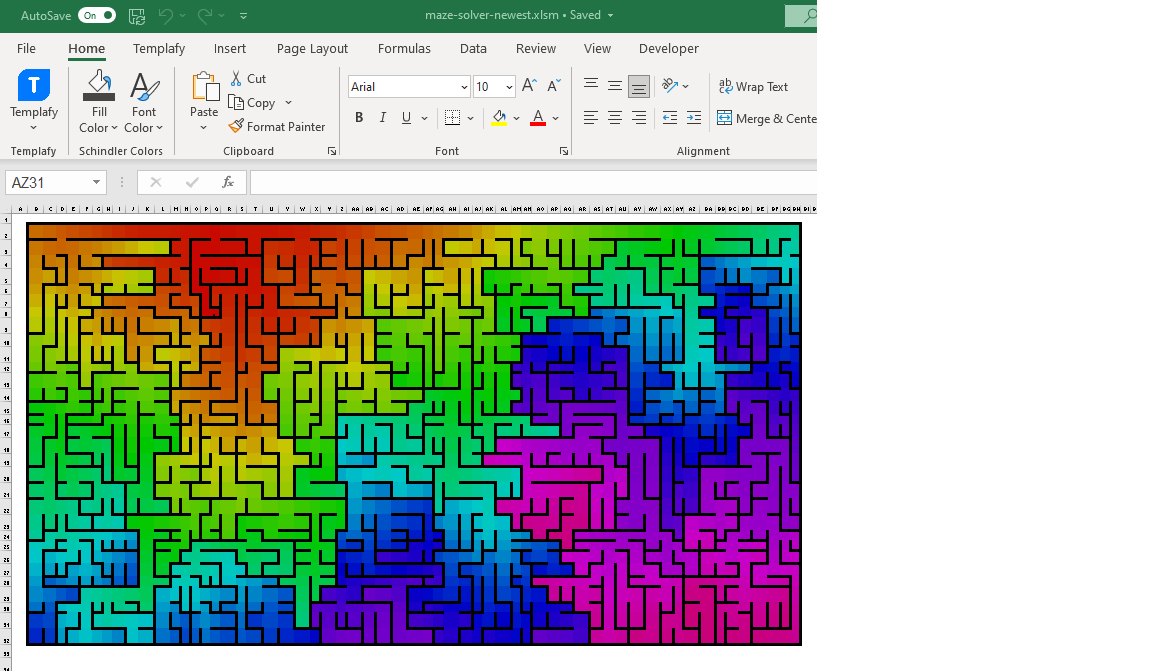 AutoSave On maze-solver-newest.xlsm • Saved
File Home Templafy Insert Page Layout Formulas Data Review View Developer
T
Templafy
Fill Color
Font Color
Paste
Cut
Copy
Format Painter
Arial 10
B I U
Wrap Text
Merge & Cente
Templafy Schindler Colors Clipboard Font Alignment
AZ31 fx